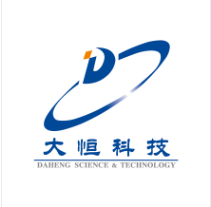 大恒科技
DAHENG SCIENCE & TECHNOLOGY